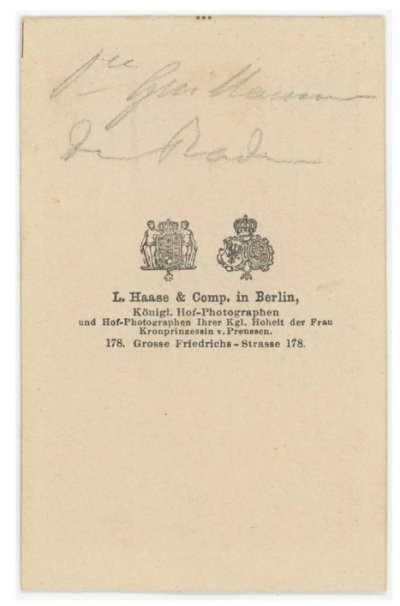 de
L. Haase & Comp. in Berlin,
Königl. Hof-Photographen
und Hof-Photographen Ihrer Kgl. Hoheit der Frau
Kronprinzessin v. Preussen.
178. Grosse Friedrichs-Strasse 178.